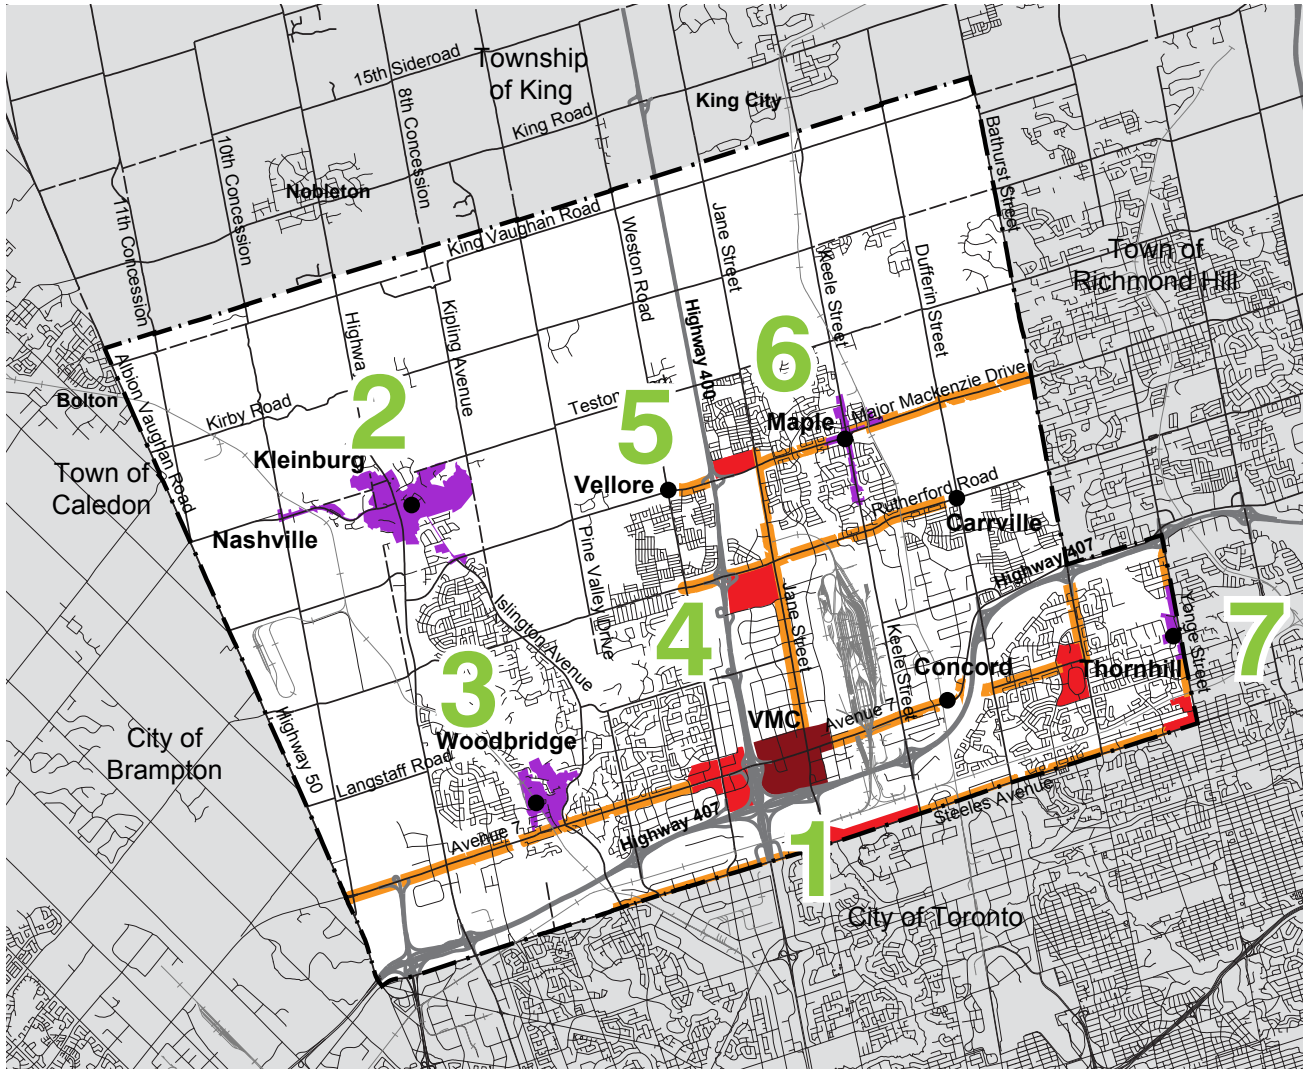 Township
of King
15th Sideroad
King City
King Road
8th Concession
10th Concession
11th Concession
Nobleton
Bathurst Street
King Vaughan Road
Weston Road
Jane Street
Keele Street
Dufferin Street
Town of
Richmond Hill
Highway 400
Kipling Avenue
Highwa
Albion Vaughan Road
Bolton
Kirby Road
Teston
2
5
6
Maple
Major Mackenzie Drive
Kleinburg
Town of
Caledon
Vellore
Nashville
Rutherford Road
Carrville
Pine Valley Drive
Highway 407
Islington Avenue
Jane Street
Keele Street
4
3
7
Yonge Street
Concord
Thornhill
VMC
Avenue 7
Woodbridge
City of
Brampton
Highway 50
Langstaff Road
Avenue 7
Highway 407
Steeles Avenue
1
City of Toronto